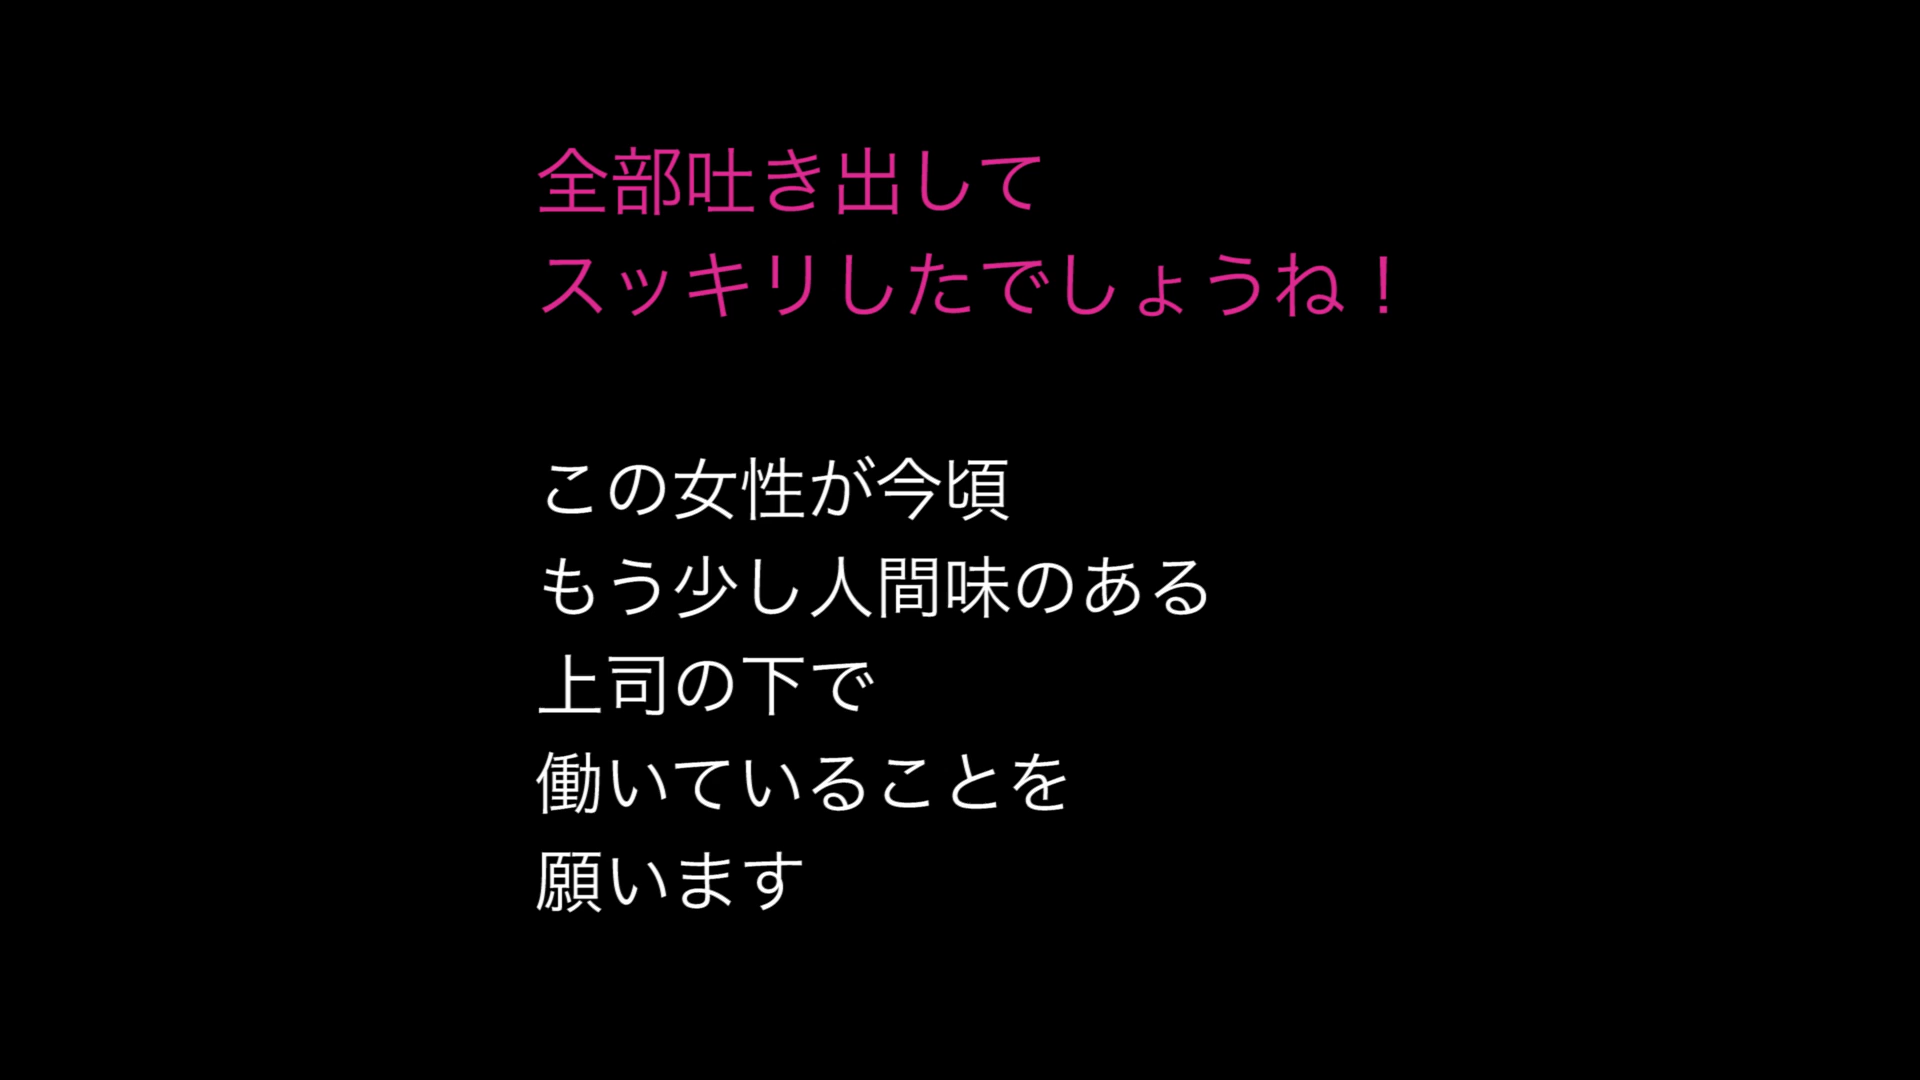 全部吐き出して
スッキリしたでしょうね！
この女性が今頃
もう少し人間味のある
上司の下で
働いていることを
願います